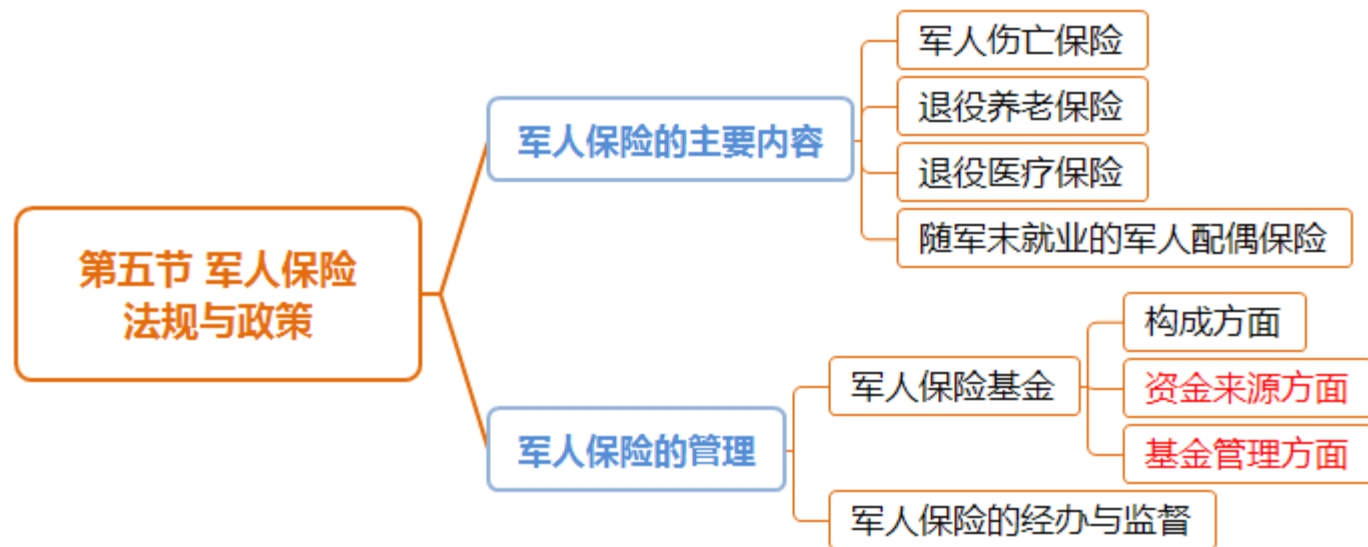 第五节 军人保险
法规与政策
军人保险的主要内容
军人伤亡保险
退役养老保险
退役医疗保险
随军末就业的军人配偶保险
军人保险的管理
军人保险基金
构成方面
资金来源方面
基金管理方面
军人保险的经办与监督